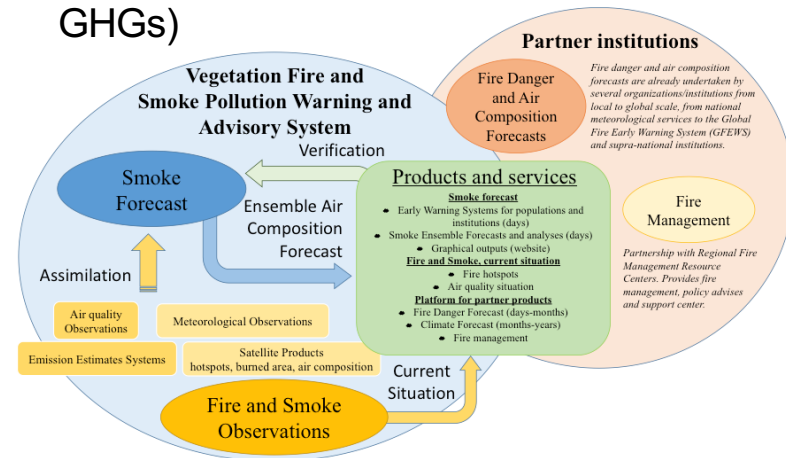 GHGs)
Partner institutions
Vegetation Fire and
Smoke Pollution Warning and
Advisory System
Fire Danger
and Air
Composition
Forecasts
Fire danger and air composition
forecasts are already undertaken by
several organizations/institutions from
local to global scale, from national
meteorological services to the Global
Fire Early Warning System (GFEWS)
and supra-national institutions.
Verification
Smoke
Forecast
Ensemble Air
Composition
Forecast
Products and services
Smoke forecast
● Early Warning Systems for populations and
institutions (days)
● Smoke Ensemble Forecasts and analyses (days)
● Graphical outputs (website)
Fire and Smoke, current situation
● Fire hotspots
● Air quality situation
Platform for partner products
● Fire Danger Forecast (days-months)
● Climate Forecast (months-years)
● Fire management
Fire
Management
Partnership with Regional Fire
Management Resource
Centers. Provides fire
management, policy advises
and support center.
Assimilation
Air quality
Observations
Meteorological Observations
Emission Estimates Systems
Satellite Products
hotspots, burned area, air composition
Current
Situation
Fire and Smoke
Observations